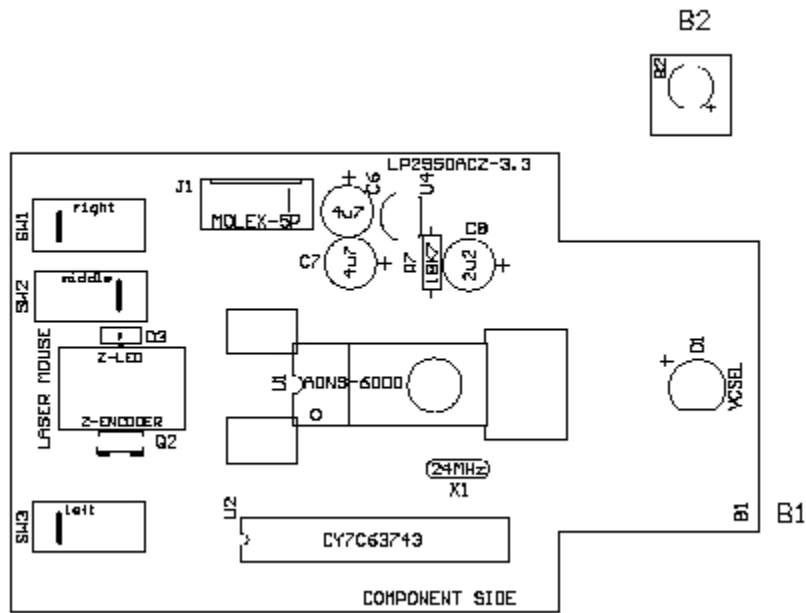 B2
B2
LP2950ACZ-3.3
J1
MOLEX-5P
C6
4u7
U4
SW1
right
C7
4u7
R7
18K7
C8
2u2
SW2
middle
D3
Z-LED
LASER MOUSE
Z-ENCODER
Q2
U1
ADNS-6000
D1
VCSEL
24MHz
X1
SW3
left
U2
CY7C63743
B1
B1
COMPONENT SIDE